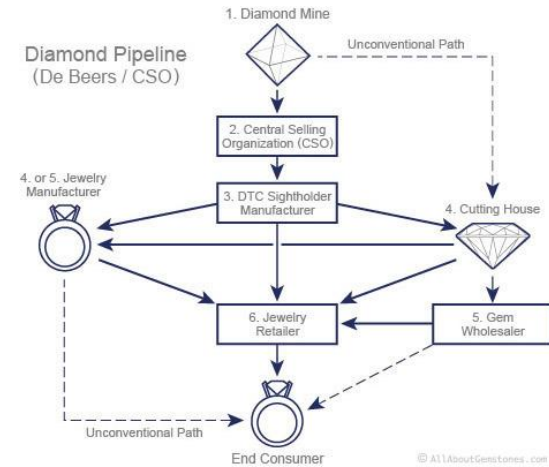 1. Diamond Mine
Diamond Pipeline
(De Beers / CSO)
Unconventional Path
2. Central Selling
Organization (CSO)
4. or 5. Jewelry
Manufacturer
3. DTC Sightholder
Manufacturer
4. Cutting House
6. Jewelry
Retailer
5. Gem
Wholesaler
Unconventional Path
End Consumer
© AllAboutGemstones.com